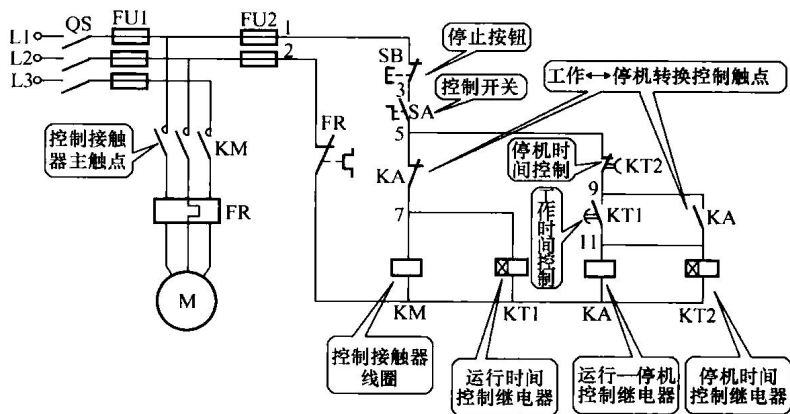 QS
FU1
FU2
1
L1
L2
2
L3
SB
停止按钮
3
控制开关
SA
工作↔停机转换控制触点
5
控制接触
器主触点
KM
FR
KA
停机时
间控制
KT2
9
工作时间控制
KT1
KA
7
11
FR
M
KM
KT1
KA
KT2
控制接触器
线圈
运行时间
控制继电器
运行—停机
控制继电器
停机时间
控制继电器